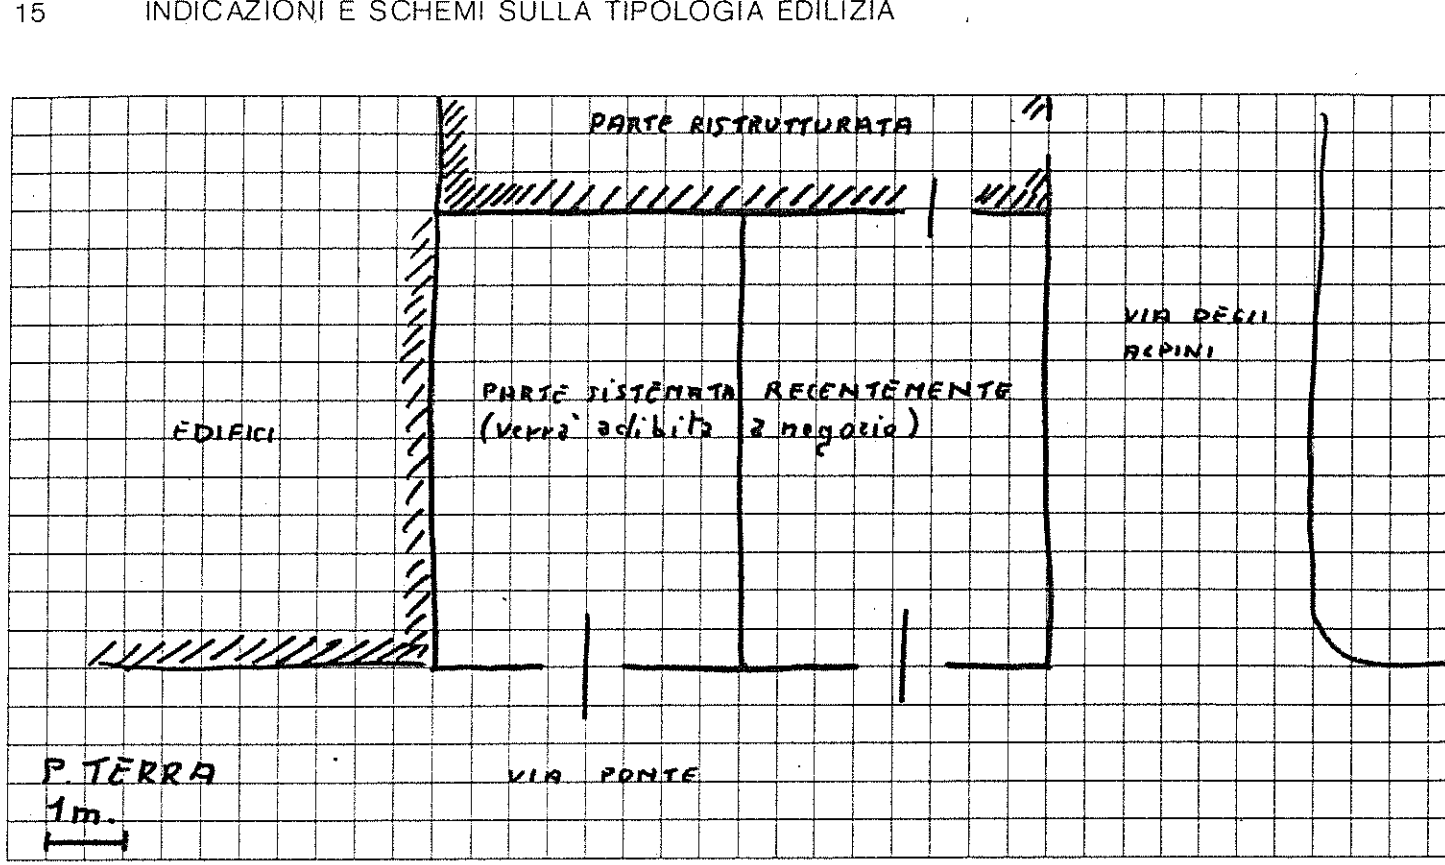 15 INDICAZIONI E SCHEMI SULLA TIPOLOGIA EDILIZIA
PARTE RISTRUTTURATA
VIA DEGLI
ALPINI
PARTE SISTEMATA RECENTEMENTE
(verrà adibita a negozio)
EDIFICI
P. TERRA
1 m.
VIA PONTE